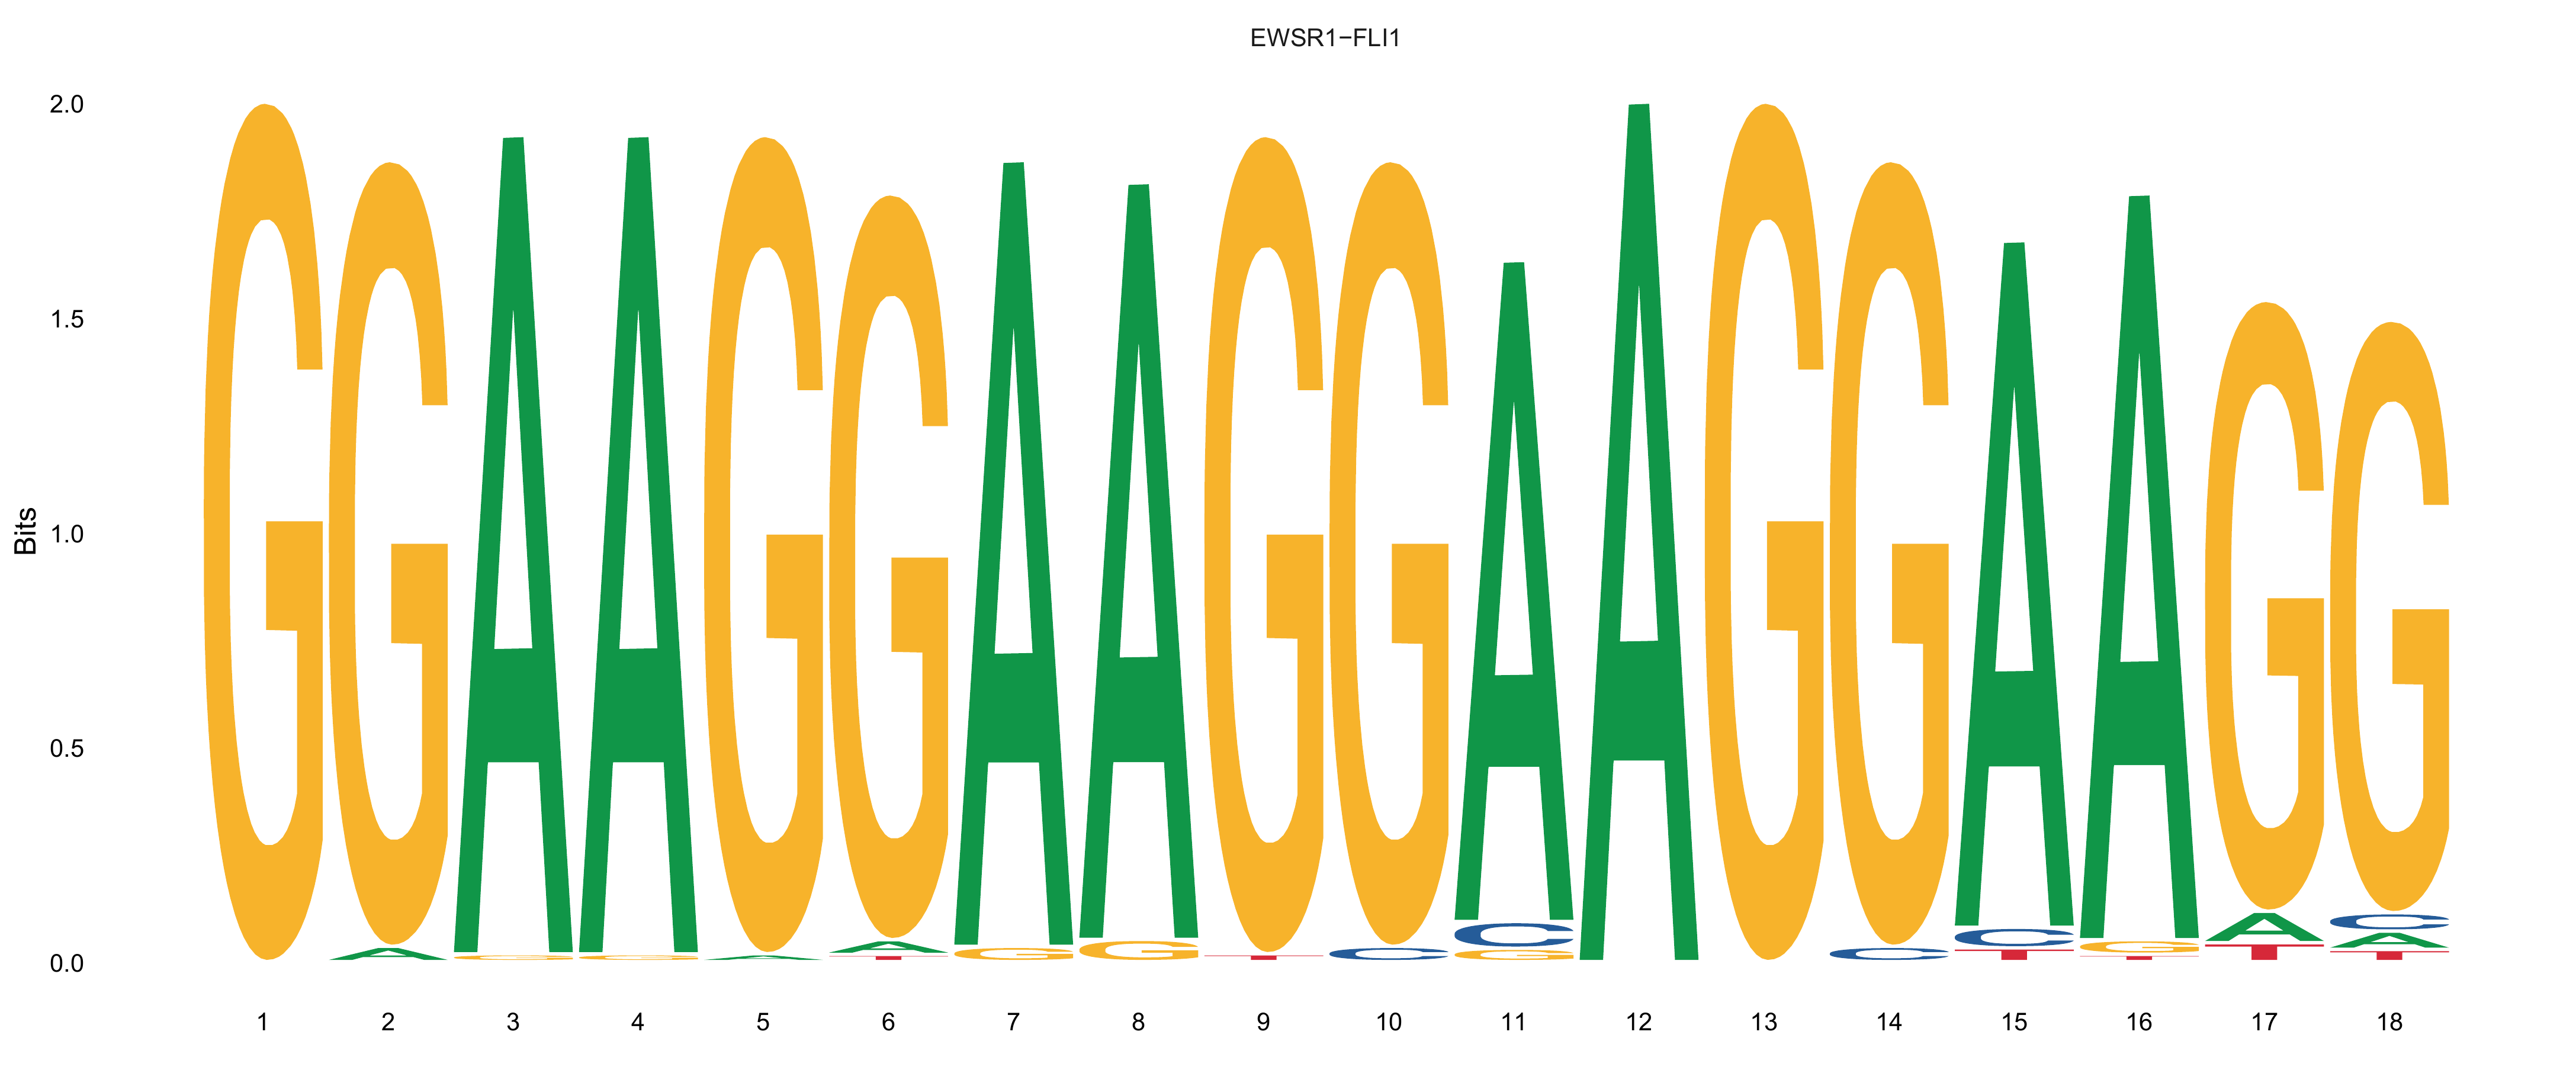 EWSR1−FLI1
2.0
1.5
1.0
0.5
0.0
Bits
GGAAGGAAGGAAGGAAGG
A G G A A G G T C C C C G A C
T G T T T A
T
1 2 3 4 5 6 7 8 9 10 11 12 13 14 15 16 17 18